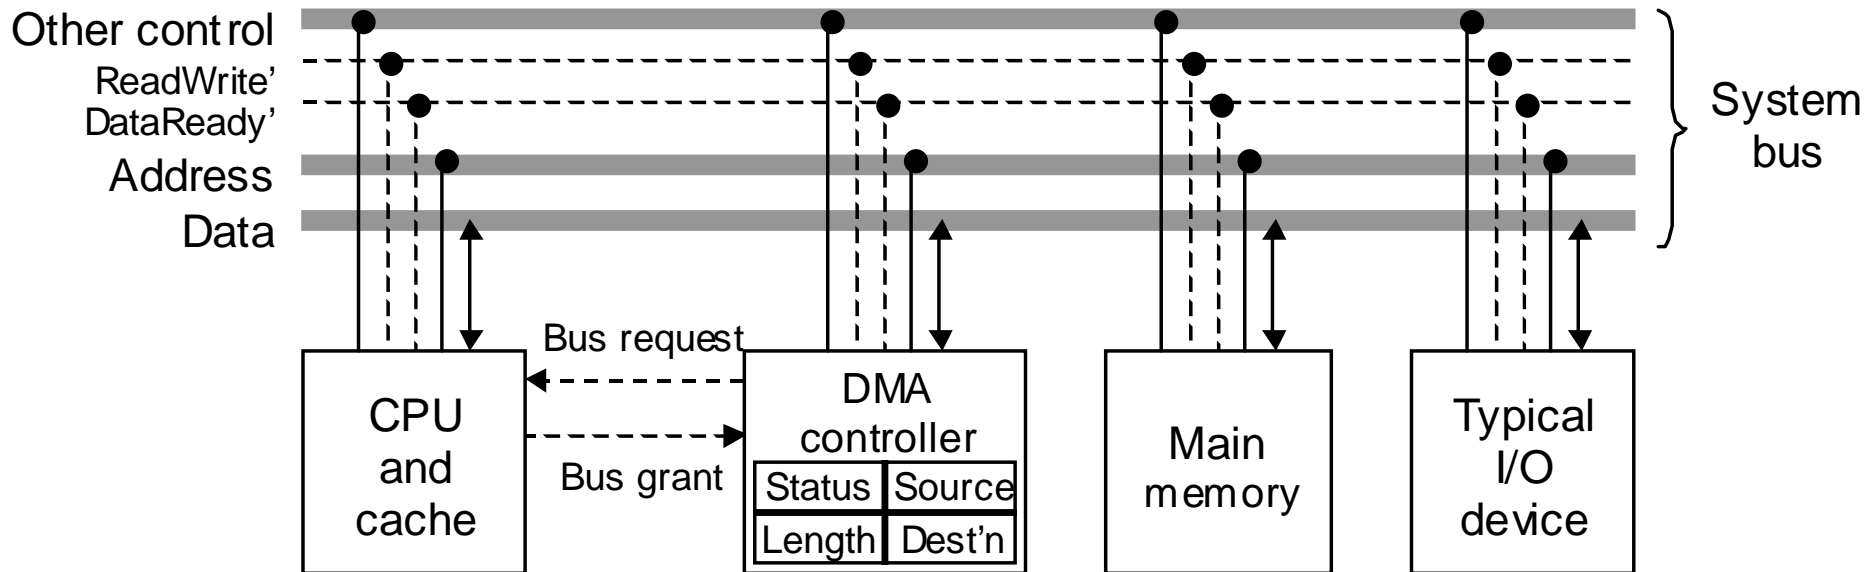 Other control
ReadWrite’
DataReady’
Address
Data
System
bus
Bus request
Bus grant
CPU
and
cache
DMA
controller
Status Source
Length Dest’n
Main
memory
Typical
I/O
device